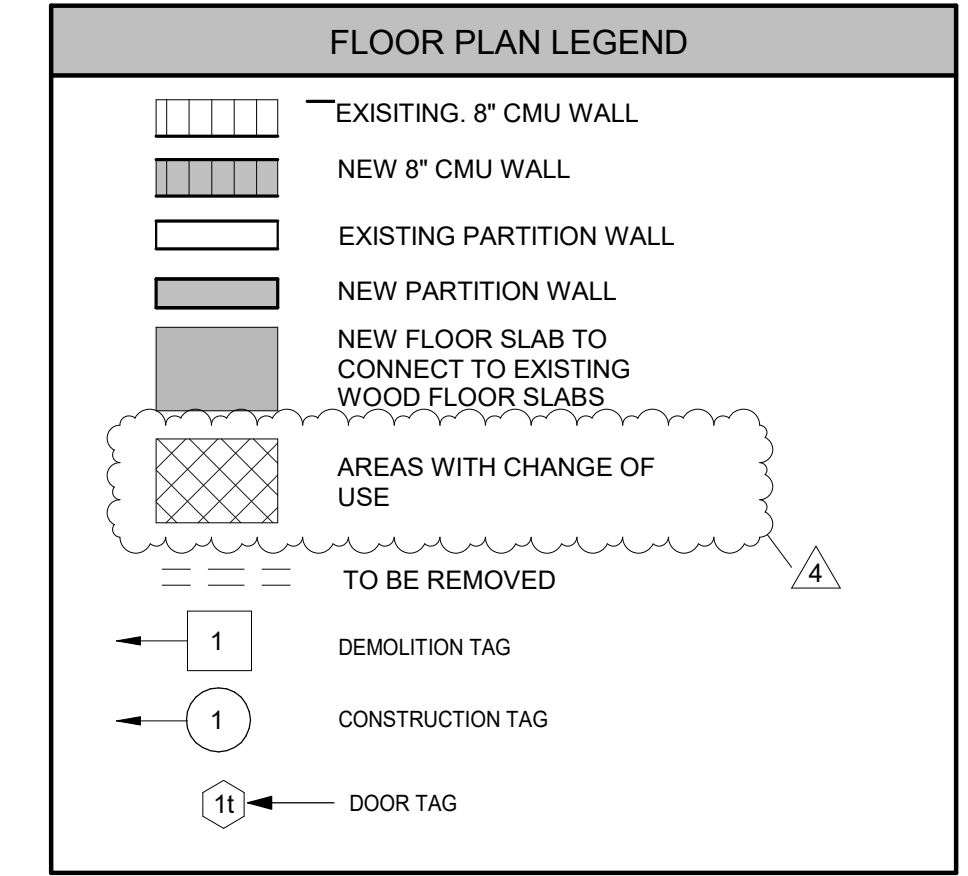 FLOOR PLAN LEGEND
EXISITING. 8" CMU WALL
NEW 8" CMU WALL
EXISTING PARTITION WALL
NEW PARTITION WALL
NEW FLOOR SLAB TO
CONNECT TO EXISTING
WOOD FLOOR SLABS
AREAS WITH CHANGE OF
USE
4
TO BE REMOVED
1 DEMOLITION TAG
1 CONSTRUCTION TAG
1t DOOR TAG